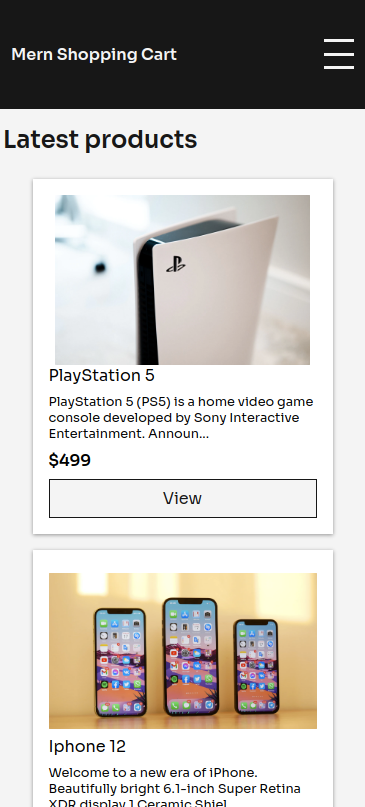 Mern Shopping Cart
Latest products
PlayStation 5
PlayStation 5 (PS5) is a home video game
console developed by Sony Interactive
Entertainment. Announ...
$499
View
Iphone 12
Welcome to a new era of iPhone.
Beautifully bright 6.1-inch Super Retina
XDR display.1 Ceramic Shiel